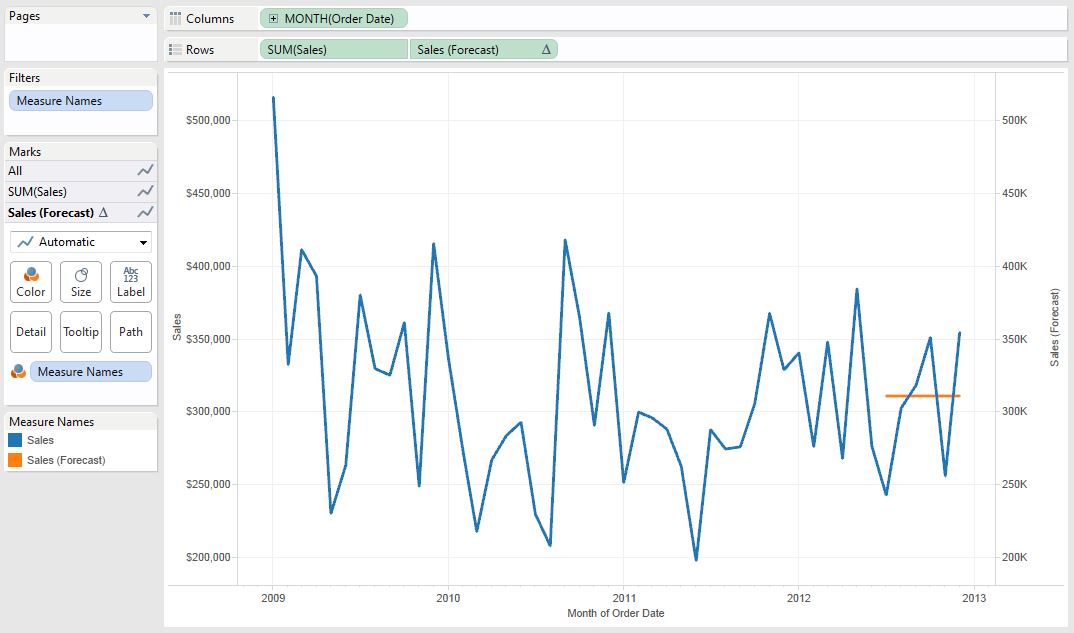 Pages
Columns
MONTH(Order Date)
Rows
SUM(Sales)
Sales (Forecast) Δ
Filters
Measure Names
Marks
All
SUM(Sales)
Sales (Forecast) Δ
Automatic
Color
Size
Abc
123
Label
Detail
Tooltip
Path
Measure Names
Measure Names
Sales
Sales (Forecast)
Sales
$500,000
$450,000
$400,000
$350,000
$300,000
$250,000
$200,000
500K
450K
400K
350K
300K
250K
200K
Sales (Forecast)
2009
2010
2011
2012
2013
Month of Order Date